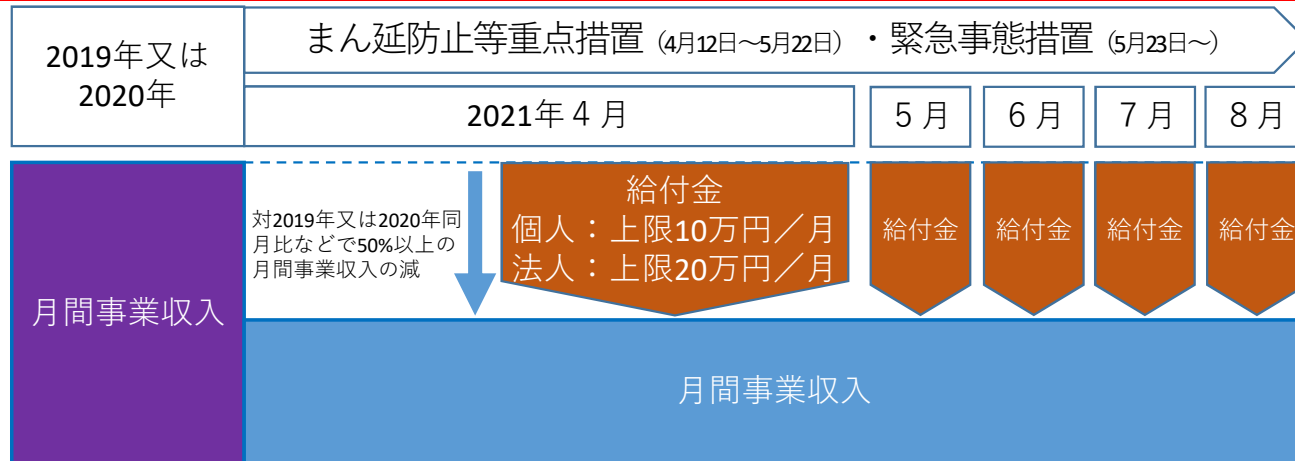 2019年又は
2020年
まん延防止等重点措置（4月12日～5月22日）・緊急事態措置（5月23日～）
2021年４月
５月
６月
７月
８月
対2019年又は2020年同
月比などで50%以上の
月間事業収入の減
給付金
個人：上限10万円／月
法人：上限20万円／月
給付金
給付金
給付金
給付金
月間事業収入
月間事業収入